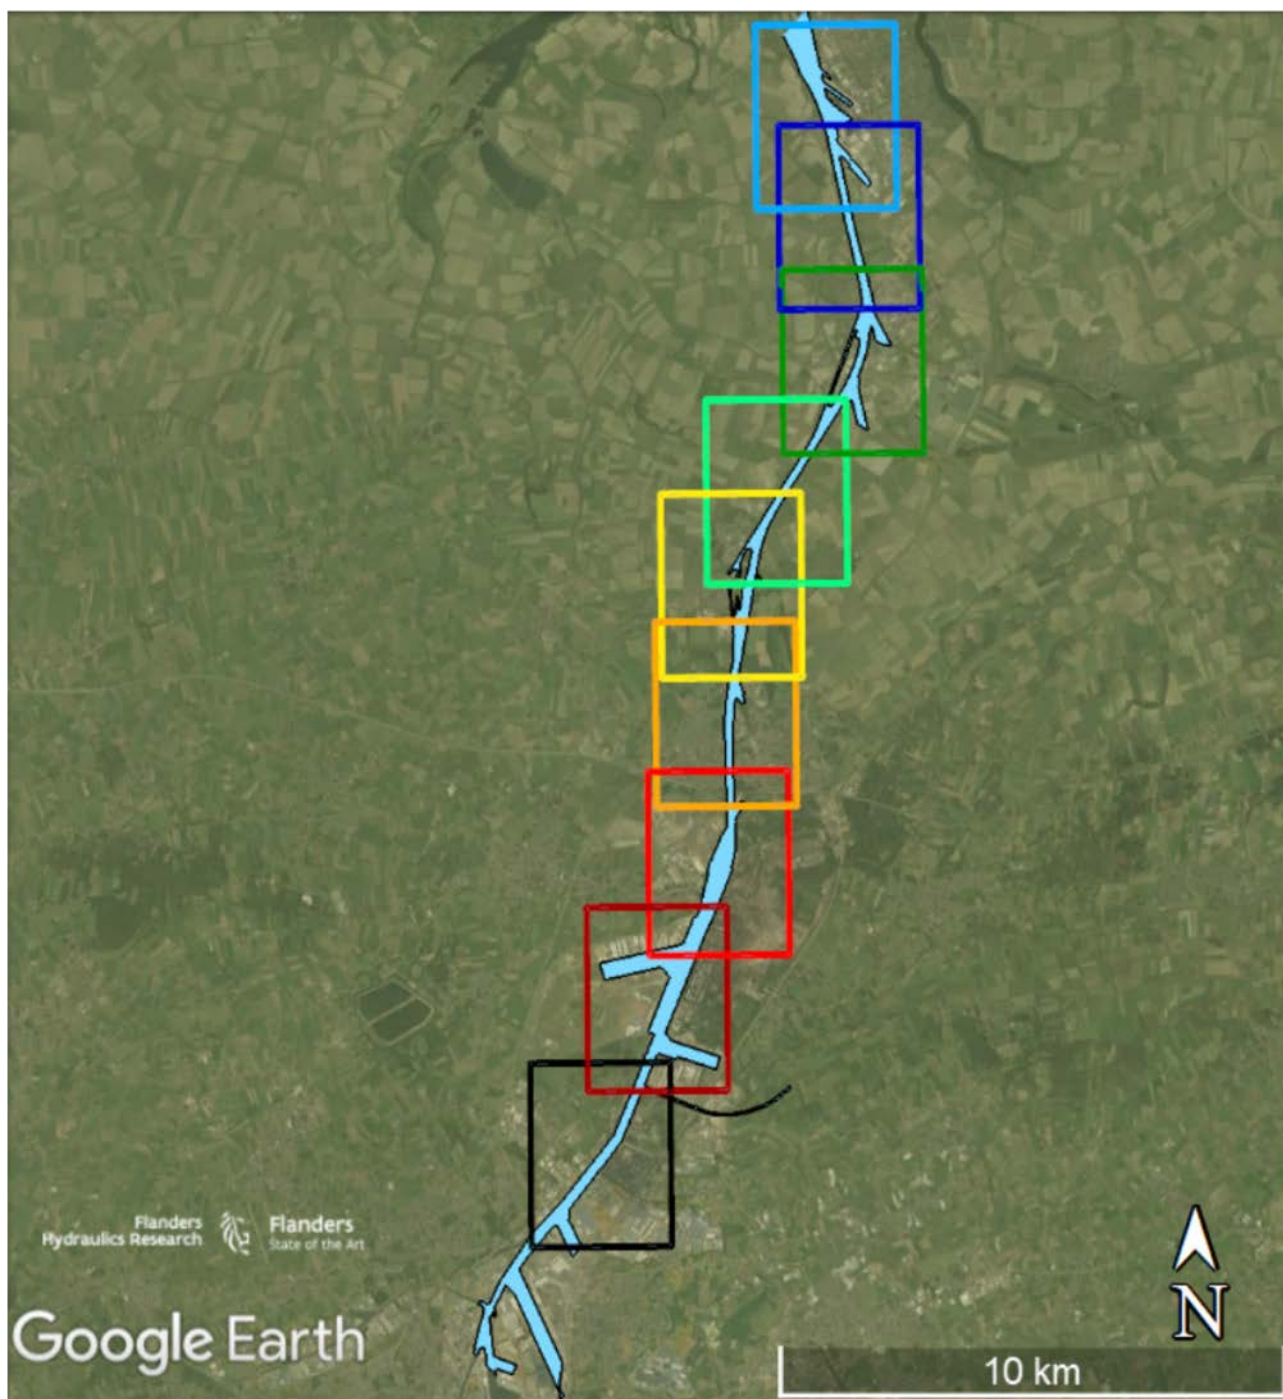 Flanders
Hydraulics Research
Flanders
State of the Art
Google Earth
N
10 km